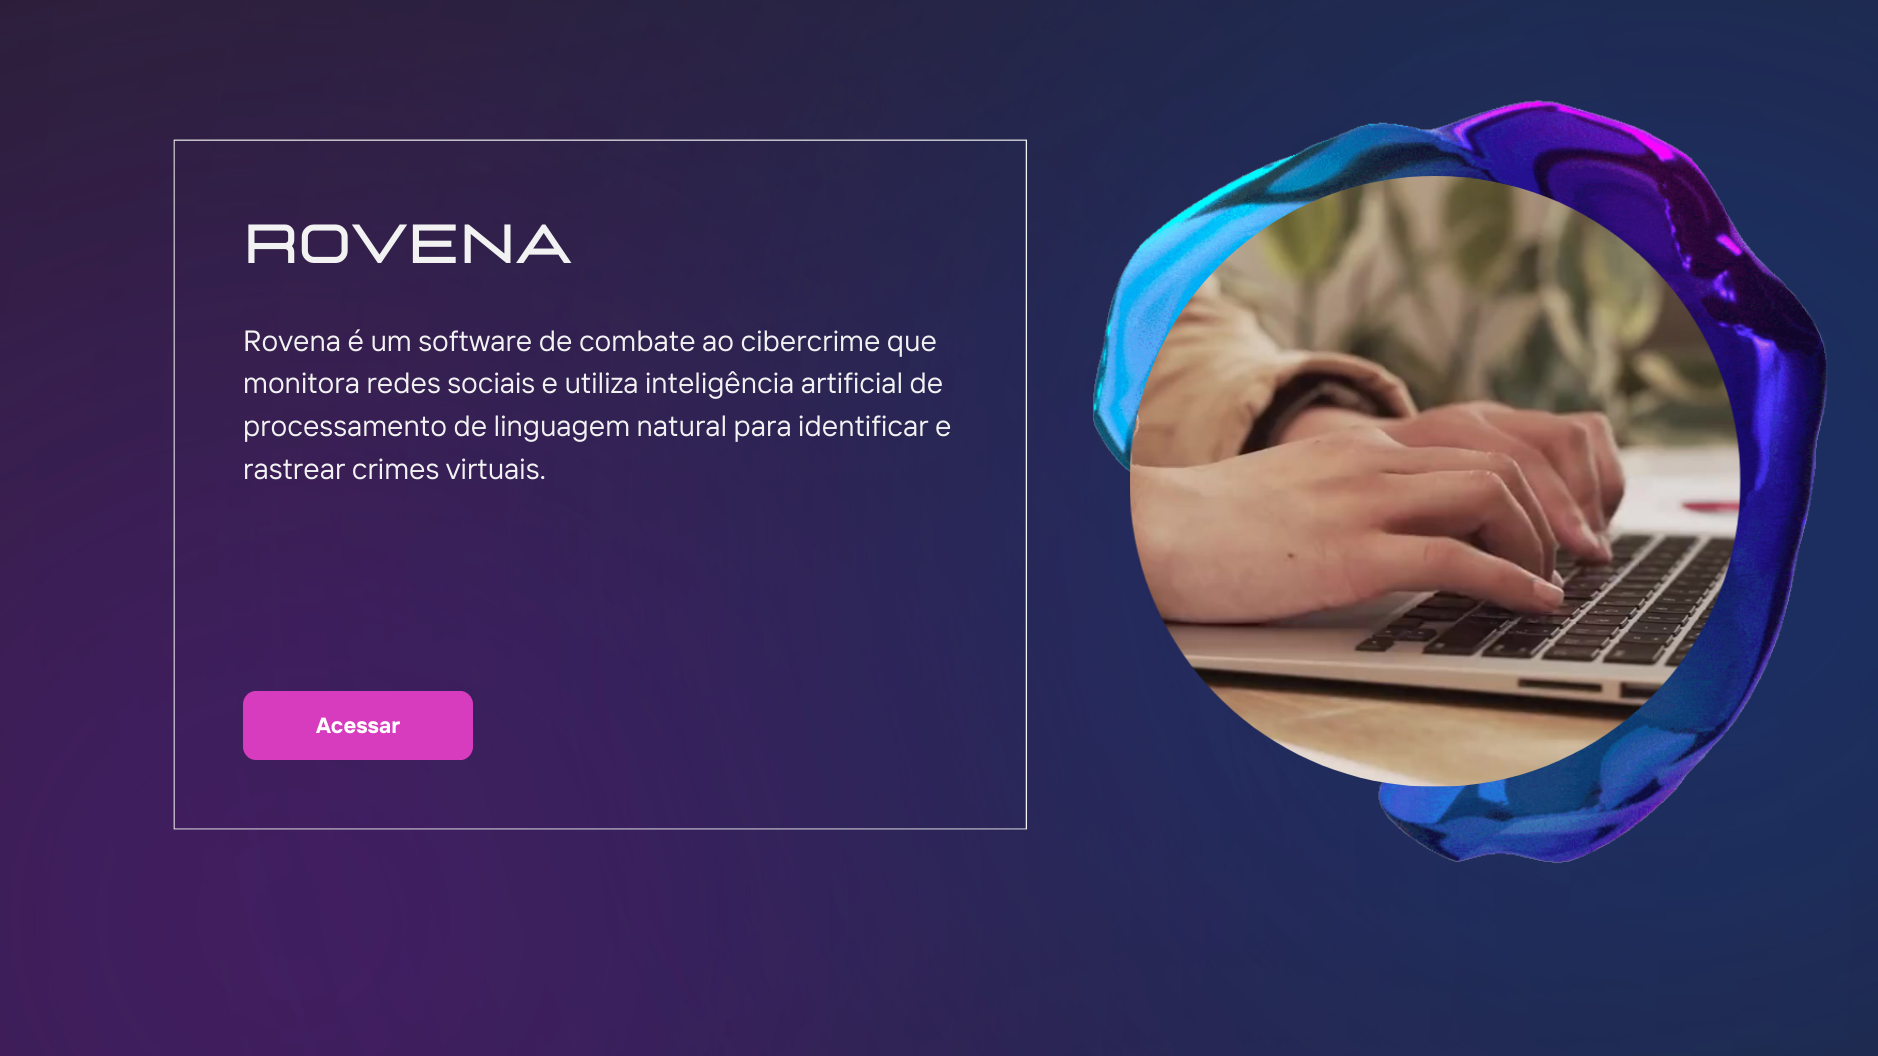 ROVENA
Rovena é um software de combate ao cibercrime que
monitora redes sociais e utiliza inteligência artificial de
processamento de linguagem natural para identificar e
rastrear crimes virtuais.
Acessar